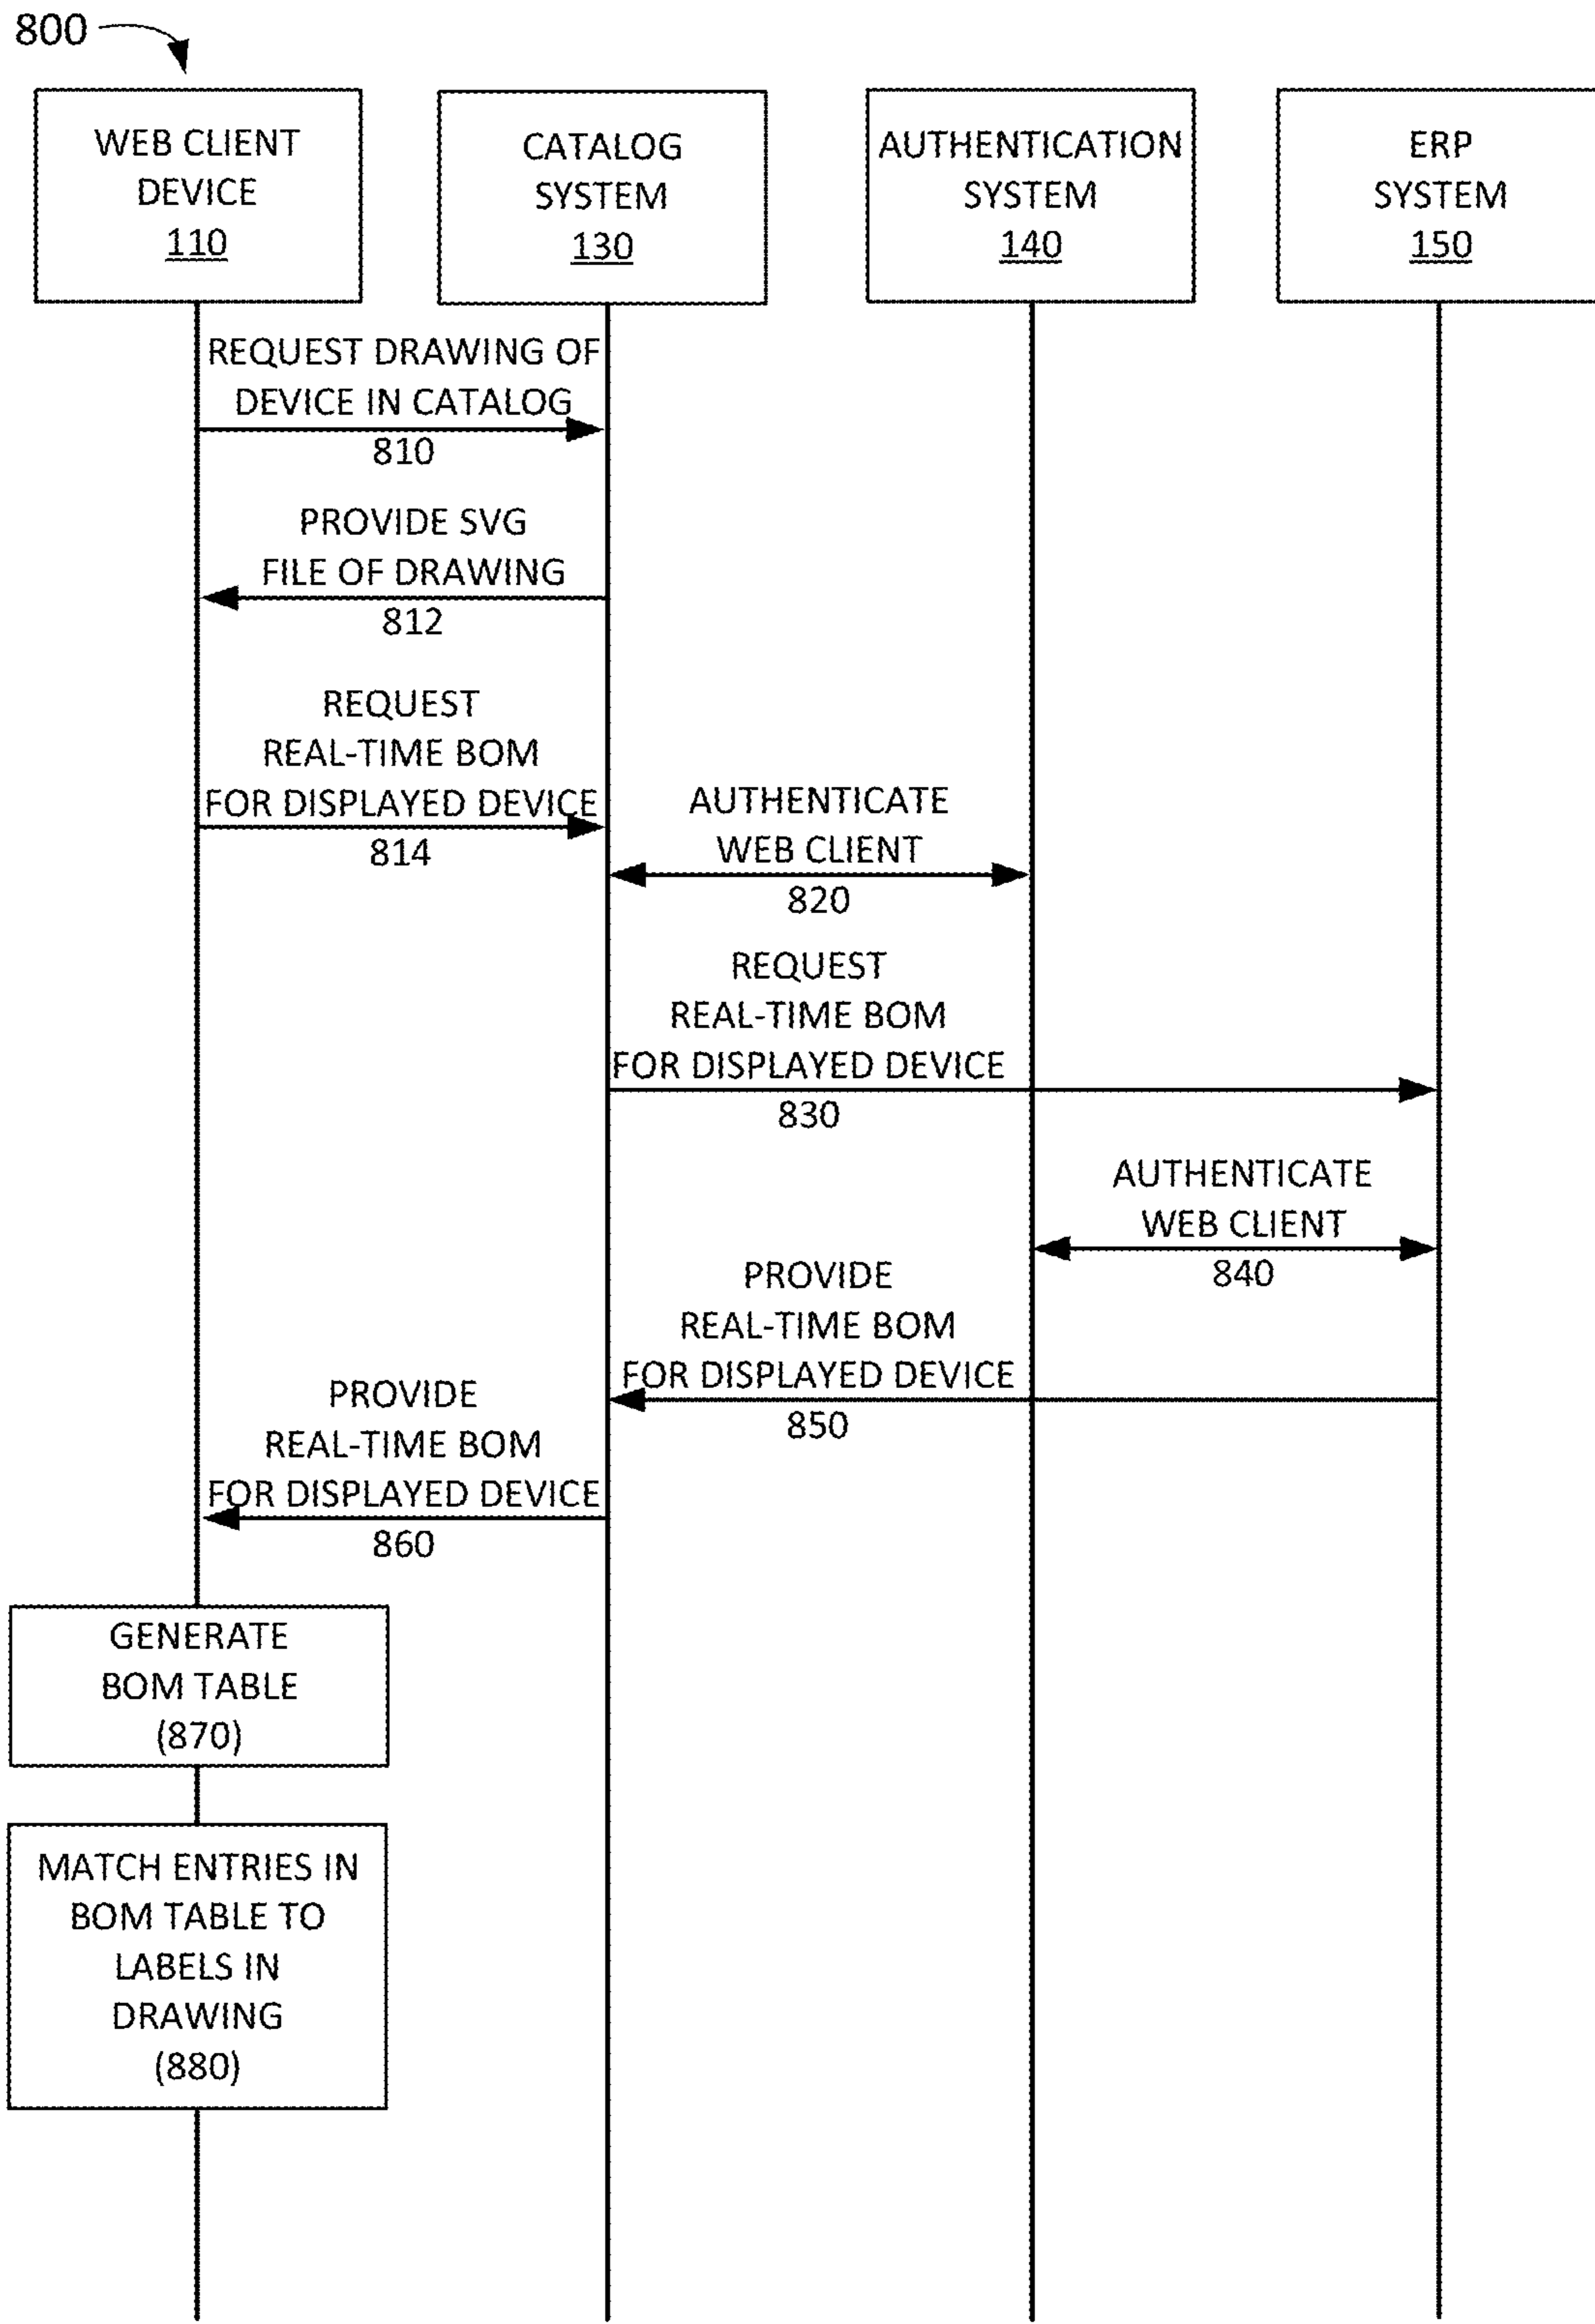 800
WEB CLIENT
DEVICE
110
CATALOG
SYSTEM
130
AUTHENTICATION
SYSTEM
140
ERP
SYSTEM
150
REQUEST DRAWING OF
DEVICE IN CATALOG
810
PROVIDE SVG
FILE OF DRAWING
812
REQUEST
REAL-TIME BOM
FOR DISPLAYED DEVICE
814
AUTHENTICATE
WEB CLIENT
820
REQUEST
REAL-TIME BOM
FOR DISPLAYED DEVICE
830
AUTHENTICATE
WEB CLIENT
840
PROVIDE
REAL-TIME BOM
FOR DISPLAYED DEVICE
850
PROVIDE
REAL-TIME BOM
FOR DISPLAYED DEVICE
860
GENERATE
BOM TABLE
(870)
MATCH ENTRIES IN
BOM TABLE TO
LABELS IN
DRAWING
(880)